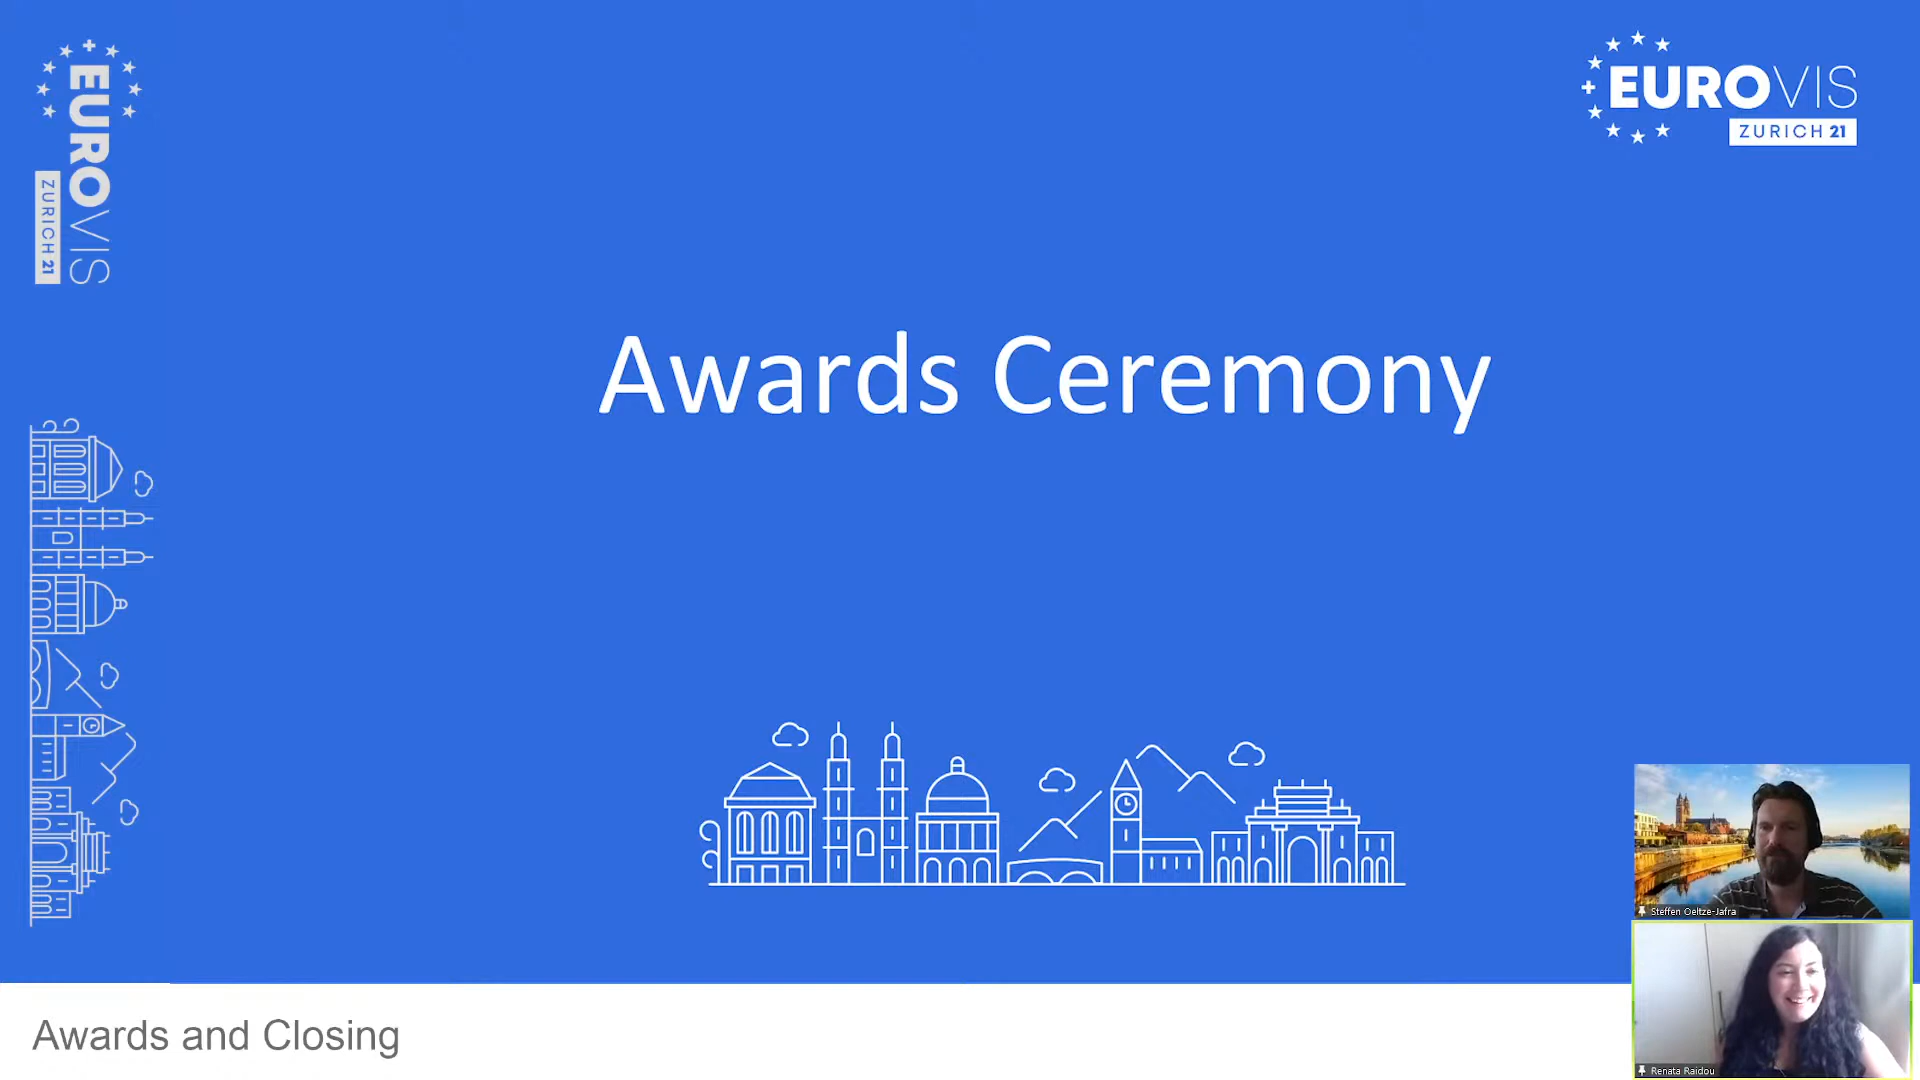 EUROVIS
ZURICH 21
EUROVIS
ZURICH 21
Awards Ceremony
Steffen Oeltze-Jafra
Renata Raidou
Awards and Closing